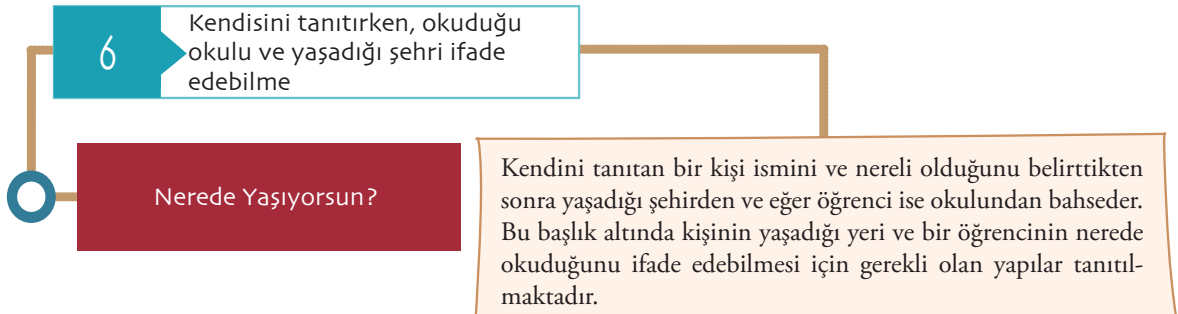 6
Kendisini tanıtırken, okuduğu
okulu ve yaşadığı şehri ifade
edebilme
Nerede Yaşıyorsun?
Kendini tanıtan bir kişi ismini ve nereli olduğunu belirttikten
sonra yaşadığı şehirden ve eğer öğrenci ise okulundan bahseder.
Bu başlık altında kişinin yaşadığı yeri ve bir öğrencinin nerede
okuduğunu ifade edebilmesi için gerekli olan yapılar tanıtıl-
maktadır.